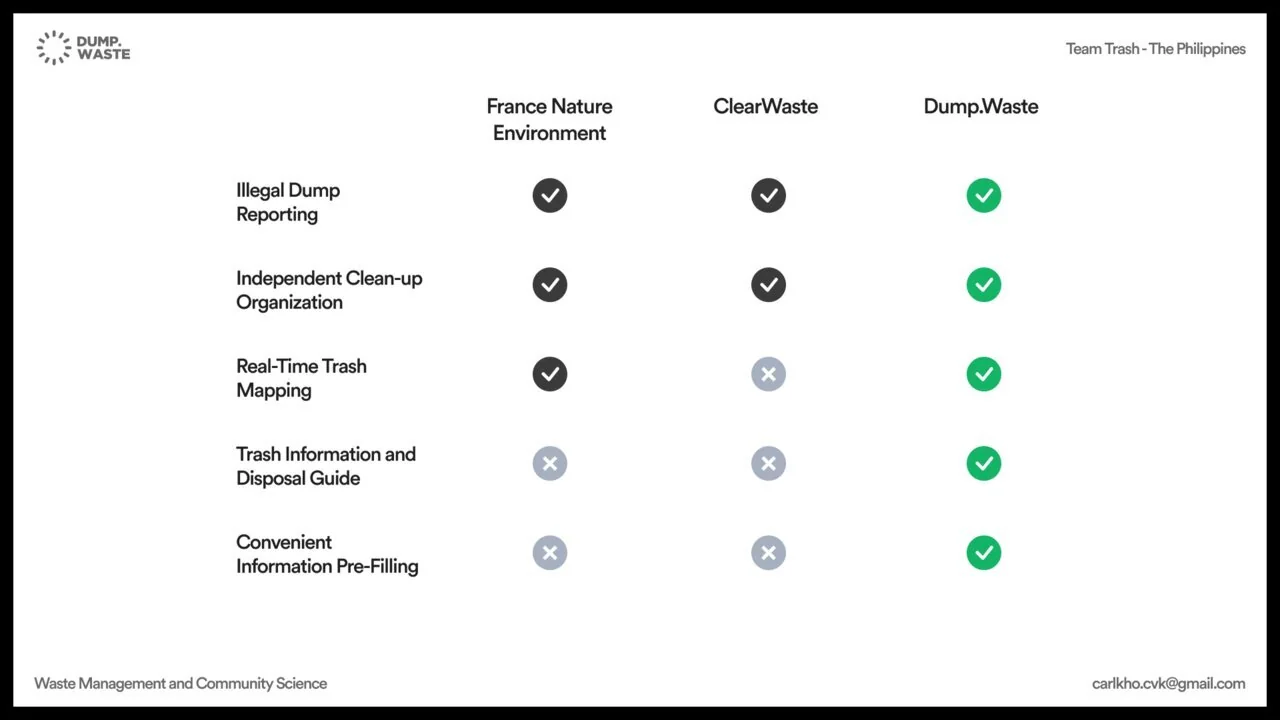 DUMP.
WASTE
Team Trash - The Philippines
France Nature
Environment
ClearWaste
Dump.Waste
Illegal Dump
Reporting
Independent Clean-up
Organization
Real-Time Trash
Mapping
Trash Information and
Disposal Guide
Convenient
Information Pre-Filling
Waste Management and Community Science
carlkho.cvk@gmail.com